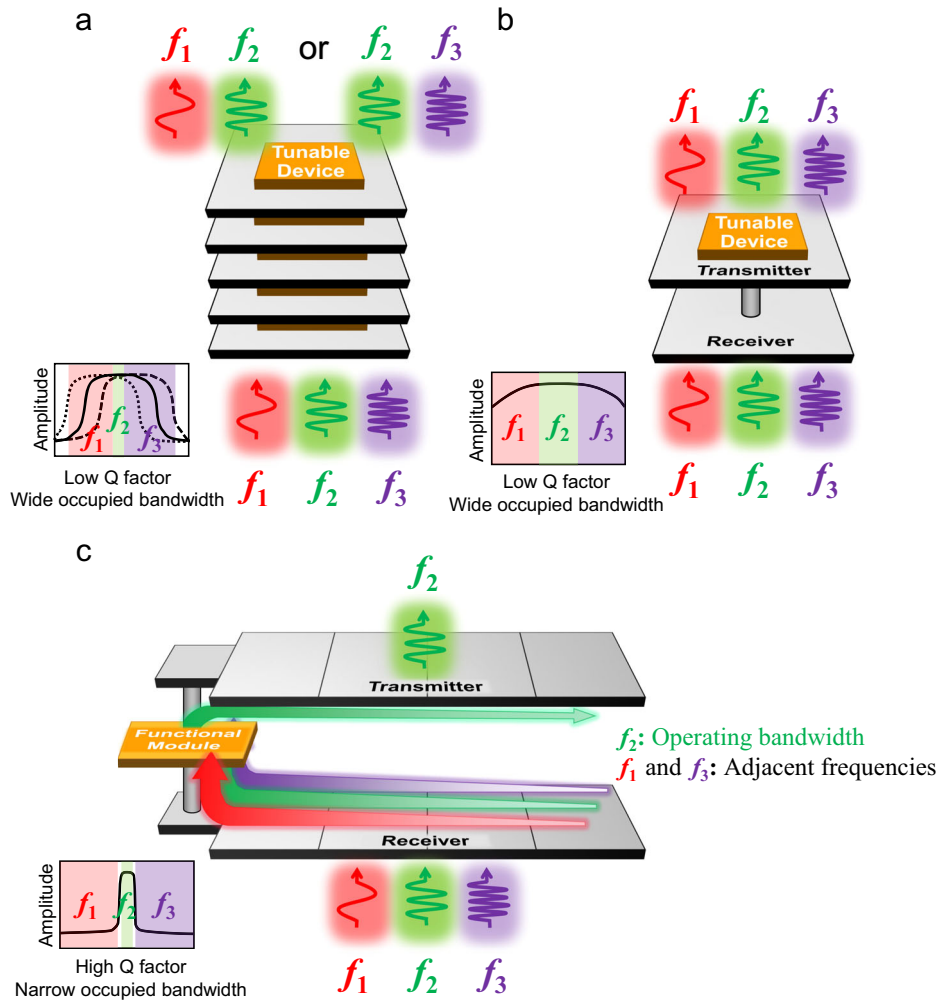 a
f1 f2 or f2 f3
Tunable
Device
Amplitude
f1 f2 f3
Low Q factor
Wide occupied bandwidth
f1 f2 f3
b
f1 f2 f3
Tunable
Device
Transmitter
Receiver
Amplitude
f1 f2 f3
Low Q factor
Wide occupied bandwidth
f1 f2 f3
c
f2
Transmitter
Functional
Module
f2: Operating bandwidth
f1 and f3: Adjacent frequencies
Receiver
Amplitude
f1 f2 f3
High Q factor
Narrow occupied bandwidth
f1 f2 f3